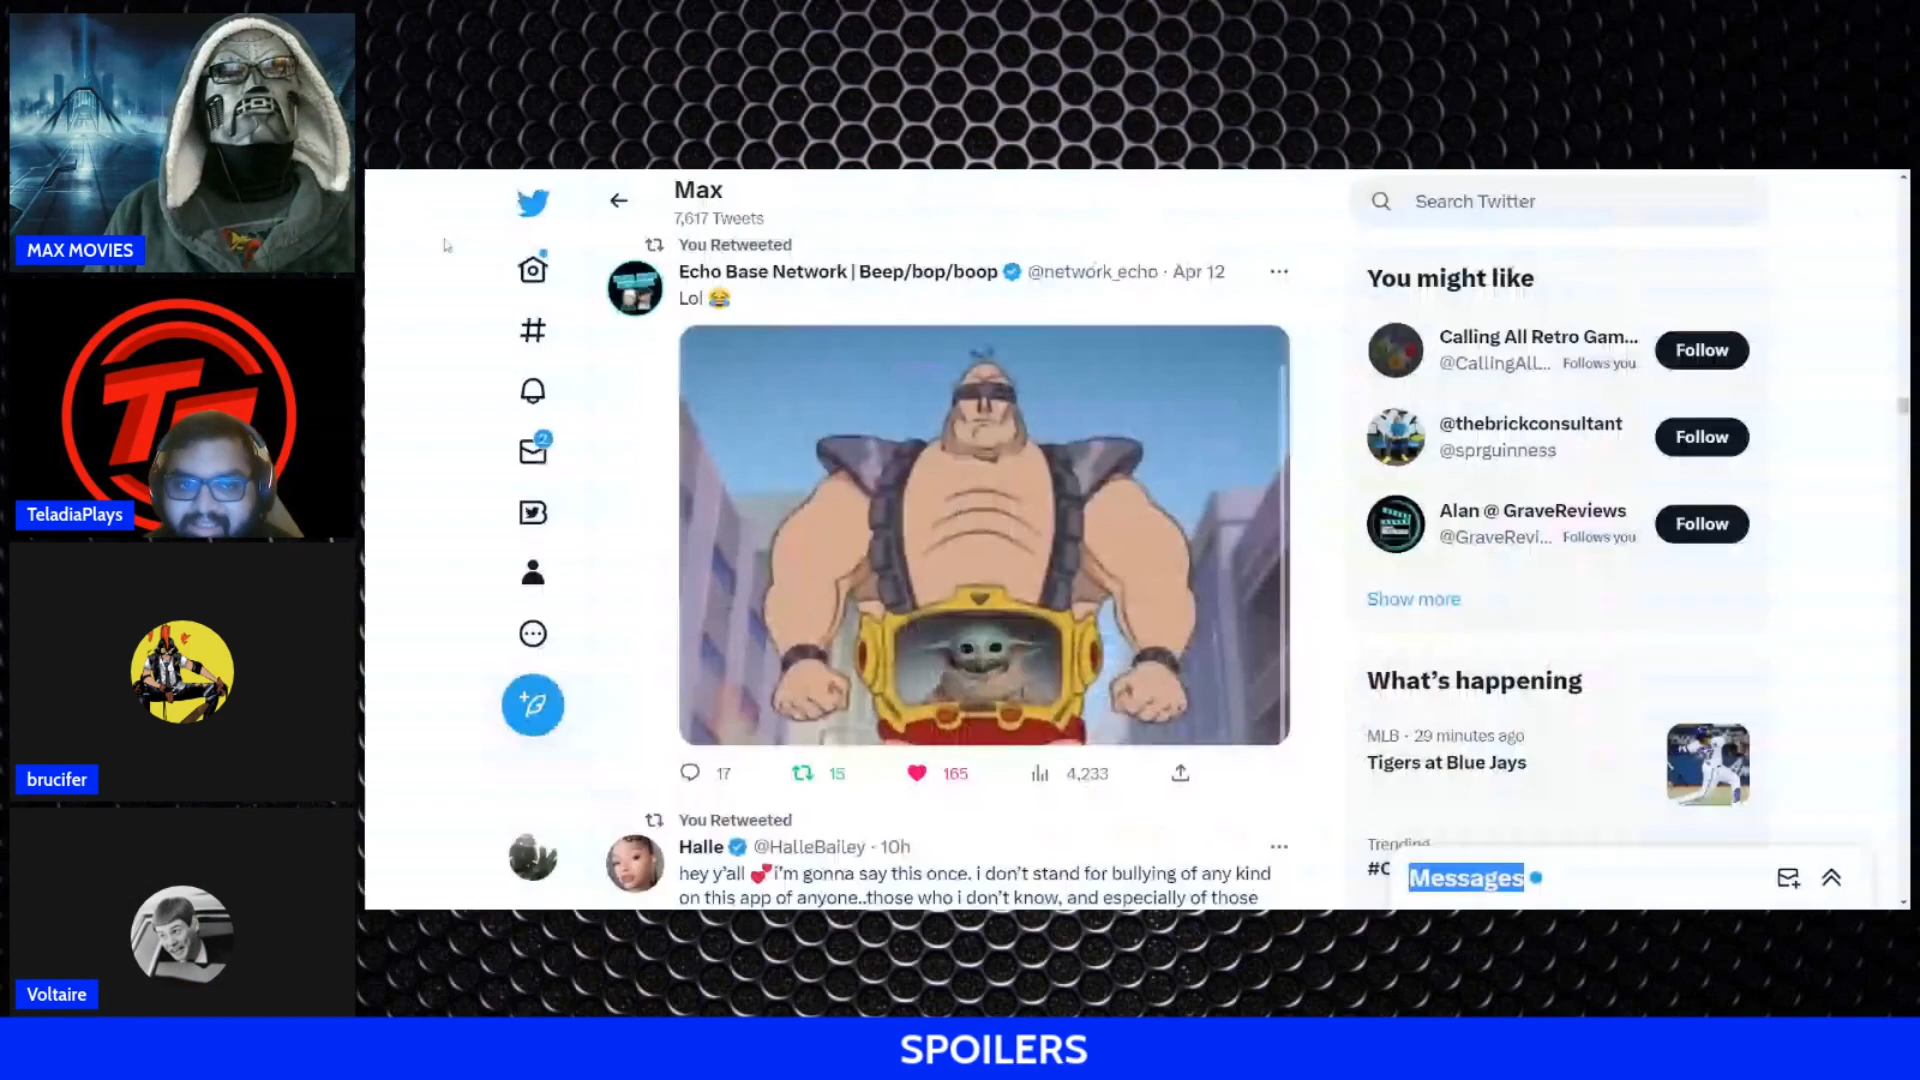 MAX MOVIES
TeladiaPlays
brucifer
Voltaire
Max
7,617 Tweets
You Retweeted
Echo Base Network | Beep/bop/boop @network_echo · Apr 12
Lol 😂
17 15 165 4,233
You Retweeted
Halle @HalleBailey · 10h
hey y'all 💕i'm gonna say this once. i don't stand for bullying of any kind
on this app of anyone..those who i don't know, and especially of those
2
Search Twitter
You might like
Calling All Retro Gam...
@CallingAll... Follows you
Follow
@thebrickconsultant
@sprguinness
Follow
Alan @ GraveReviews
@GraveRevi... Follows you
Follow
Show more
What's happening
MLB · 29 minutes ago
Tigers at Blue Jays
Trending
Messages
SPOILERS